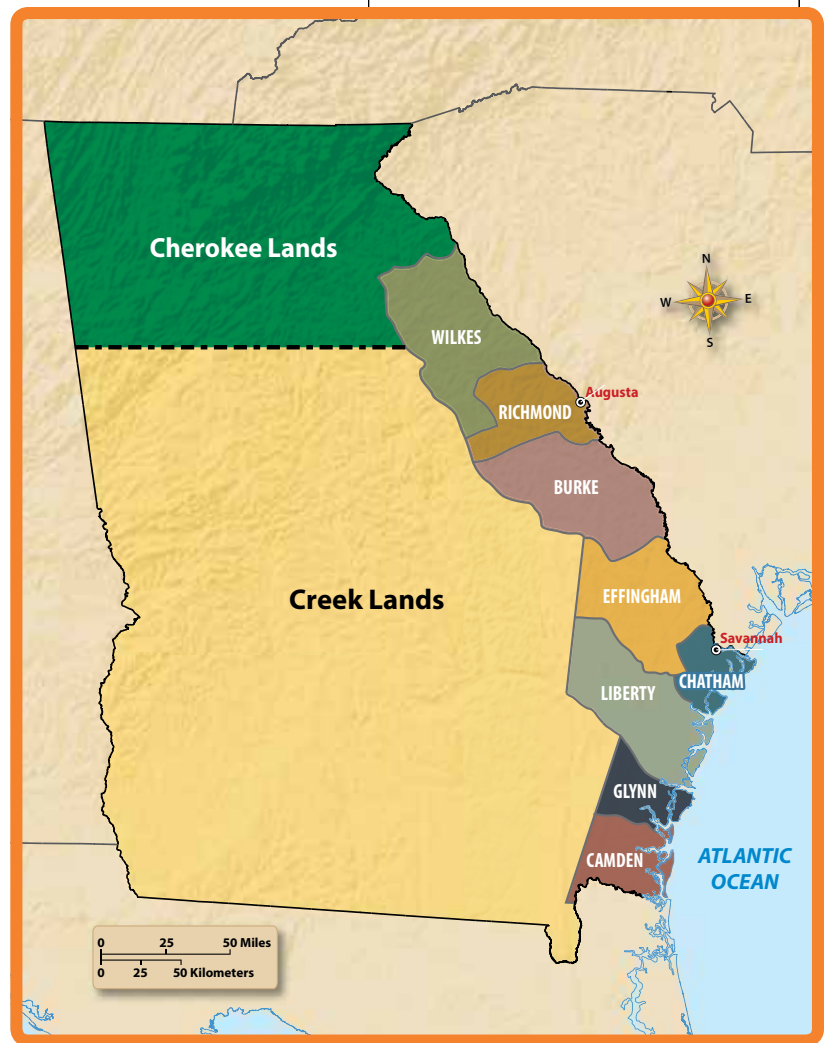 Cherokee Lands
N
W
E
S
WILKES
Augusta
RICHMOND
BURKE
Creek Lands
EFFINGHAM
Savannah
CHATHAM
LIBERTY
GLYNN
CAMDEN
ATLANTIC
OCEAN
0 25 50 Miles
0 25 50 Kilometers